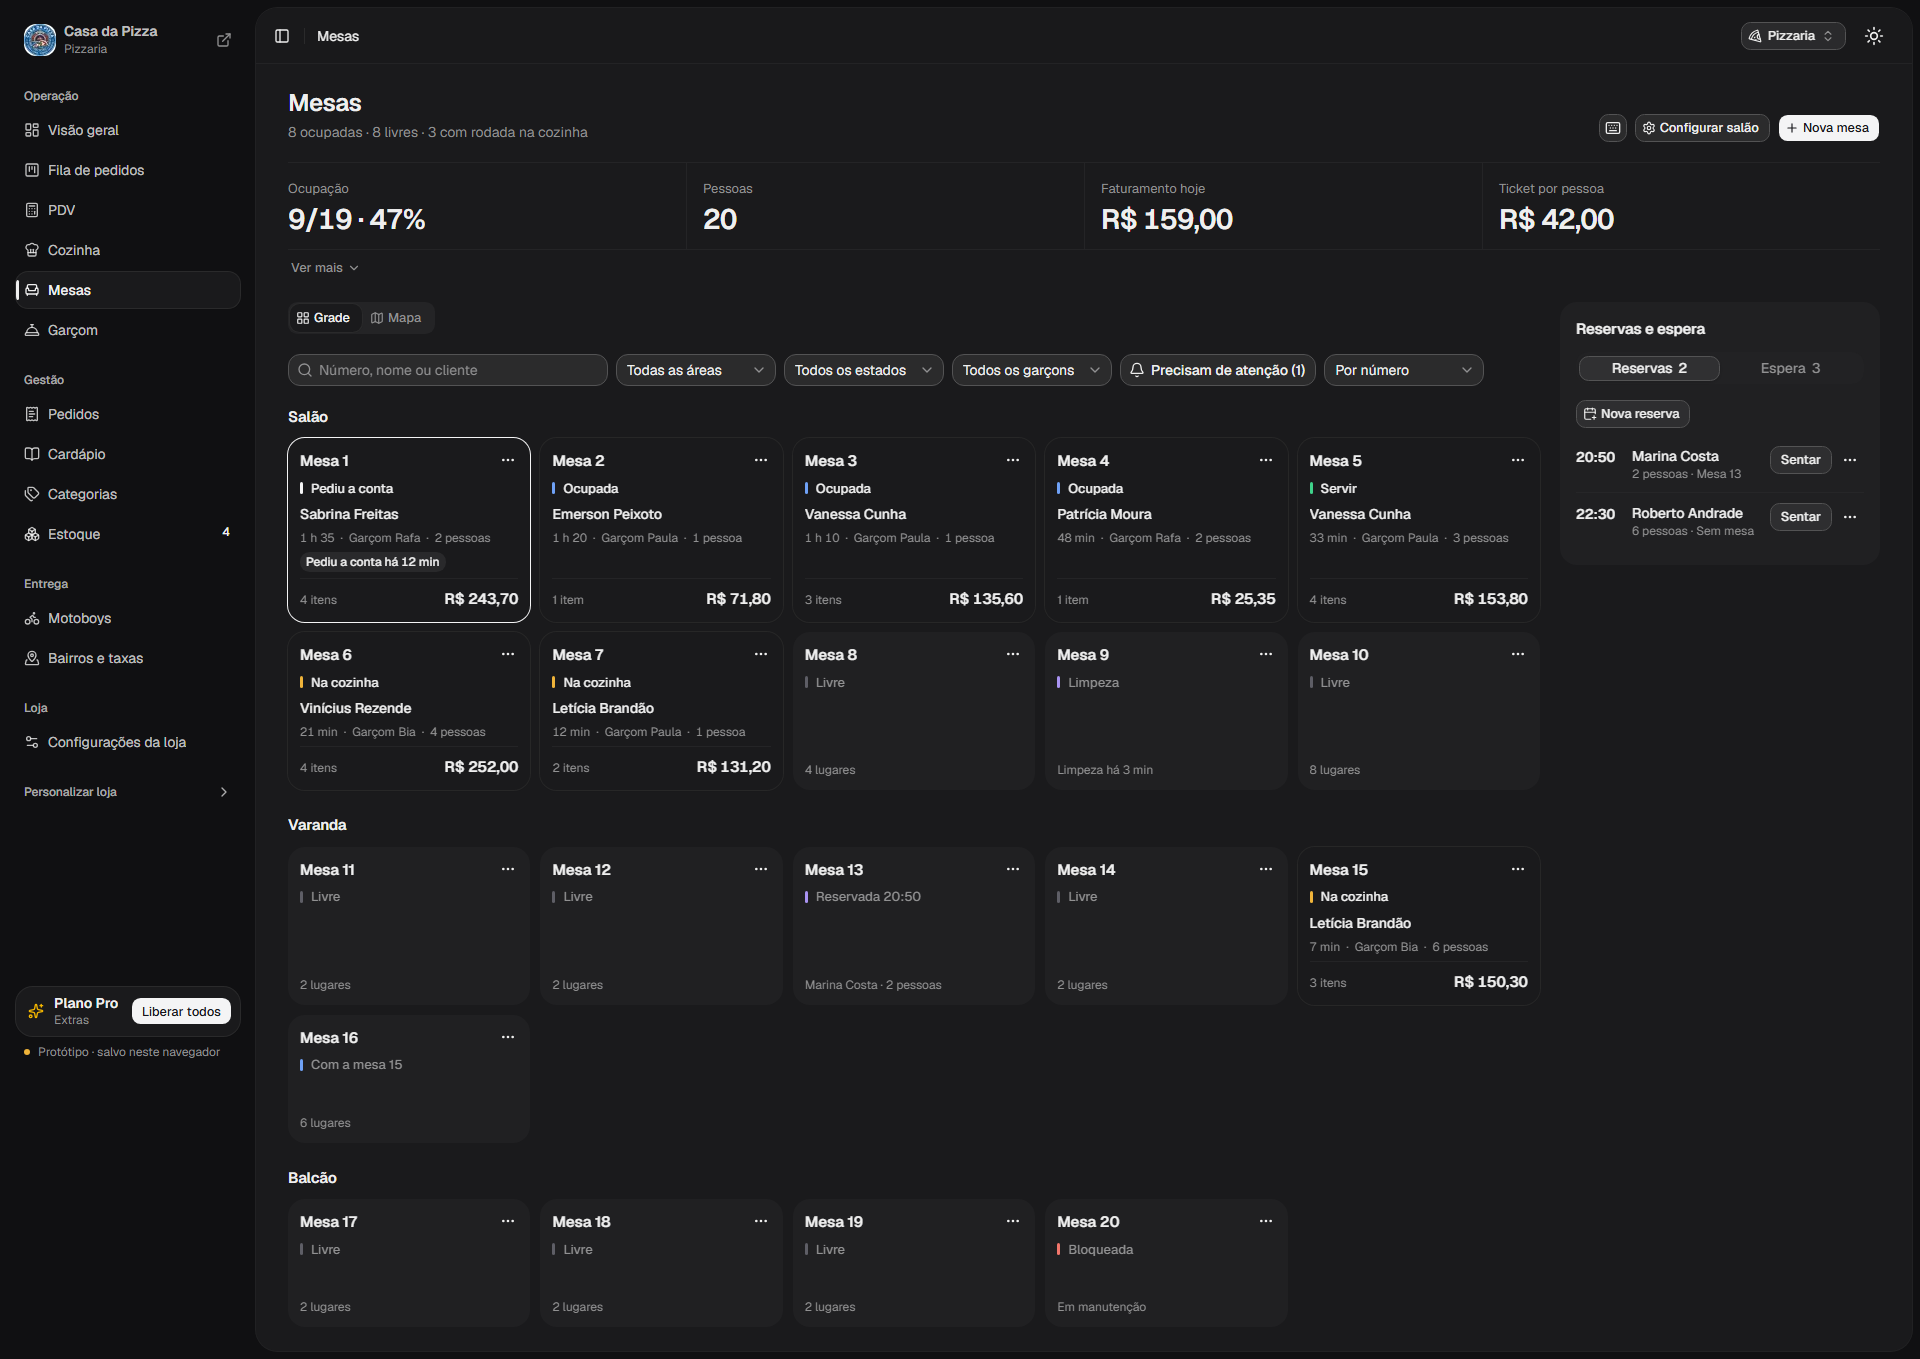 Casa da Pizza
Pizzaria
Operação
Visão geral
Fila de pedidos
PDV
Cozinha
Mesas
Garçom
Gestão
Pedidos
Cardápio
Categorias
Estoque 4
Entrega
Motoboys
Bairros e taxas
Loja
Configurações da loja
Personalizar loja
Plano Pro
Extras
Liberar todos
Protótipo · salvo neste navegador
Mesas
Pizzaria
Mesas
8 ocupadas · 8 livres · 3 com rodada na cozinha
Configurar salão
+ Nova mesa
Ocupação
9/19 · 47%
Pessoas
20
Faturamento hoje
R$ 159,00
Ticket por pessoa
R$ 42,00
Ver mais
Grade
Mapa
Número, nome ou cliente
Todas as áreas
Todos os estados
Todos os garçons
Precisam de atenção (1)
Por número
Salão
Mesa 1
Pediu a conta
Sabrina Freitas
1 h 35 · Garçom Rafa · 2 pessoas
Pediu a conta há 12 min
4 itens R$ 243,70
Mesa 2
Ocupada
Emerson Peixoto
1 h 20 · Garçom Paula · 1 pessoa
1 item R$ 71,80
Mesa 3
Ocupada
Vanessa Cunha
1 h 10 · Garçom Paula · 1 pessoa
3 itens R$ 135,60
Mesa 4
Ocupada
Patrícia Moura
48 min · Garçom Rafa · 2 pessoas
1 item R$ 25,35
Mesa 5
Servir
Vanessa Cunha
33 min · Garçom Paula · 3 pessoas
4 itens R$ 153,80
Mesa 6
Na cozinha
Vinícius Rezende
21 min · Garçom Bia · 4 pessoas
4 itens R$ 252,00
Mesa 7
Na cozinha
Letícia Brandão
12 min · Garçom Paula · 1 pessoa
2 itens R$ 131,20
Mesa 8
Livre
4 lugares
Mesa 9
Limpeza
Limpeza há 3 min
Mesa 10
Livre
8 lugares
Varanda
Mesa 11
Livre
2 lugares
Mesa 12
Livre
2 lugares
Mesa 13
Reservada 20:50
Marina Costa · 2 pessoas
Mesa 14
Livre
2 lugares
Mesa 15
Na cozinha
Letícia Brandão
7 min · Garçom Bia · 6 pessoas
3 itens R$ 150,30
Mesa 16
Com a mesa 15
6 lugares
Balcão
Mesa 17
Livre
2 lugares
Mesa 18
Livre
2 lugares
Mesa 19
Livre
2 lugares
Mesa 20
Bloqueada
Em manutenção
Reservas e espera
Reservas 2
Espera 3
Nova reserva
20:50 Marina Costa
2 pessoas · Mesa 13
Sentar
22:30 Roberto Andrade
6 pessoas · Sem mesa
Sentar